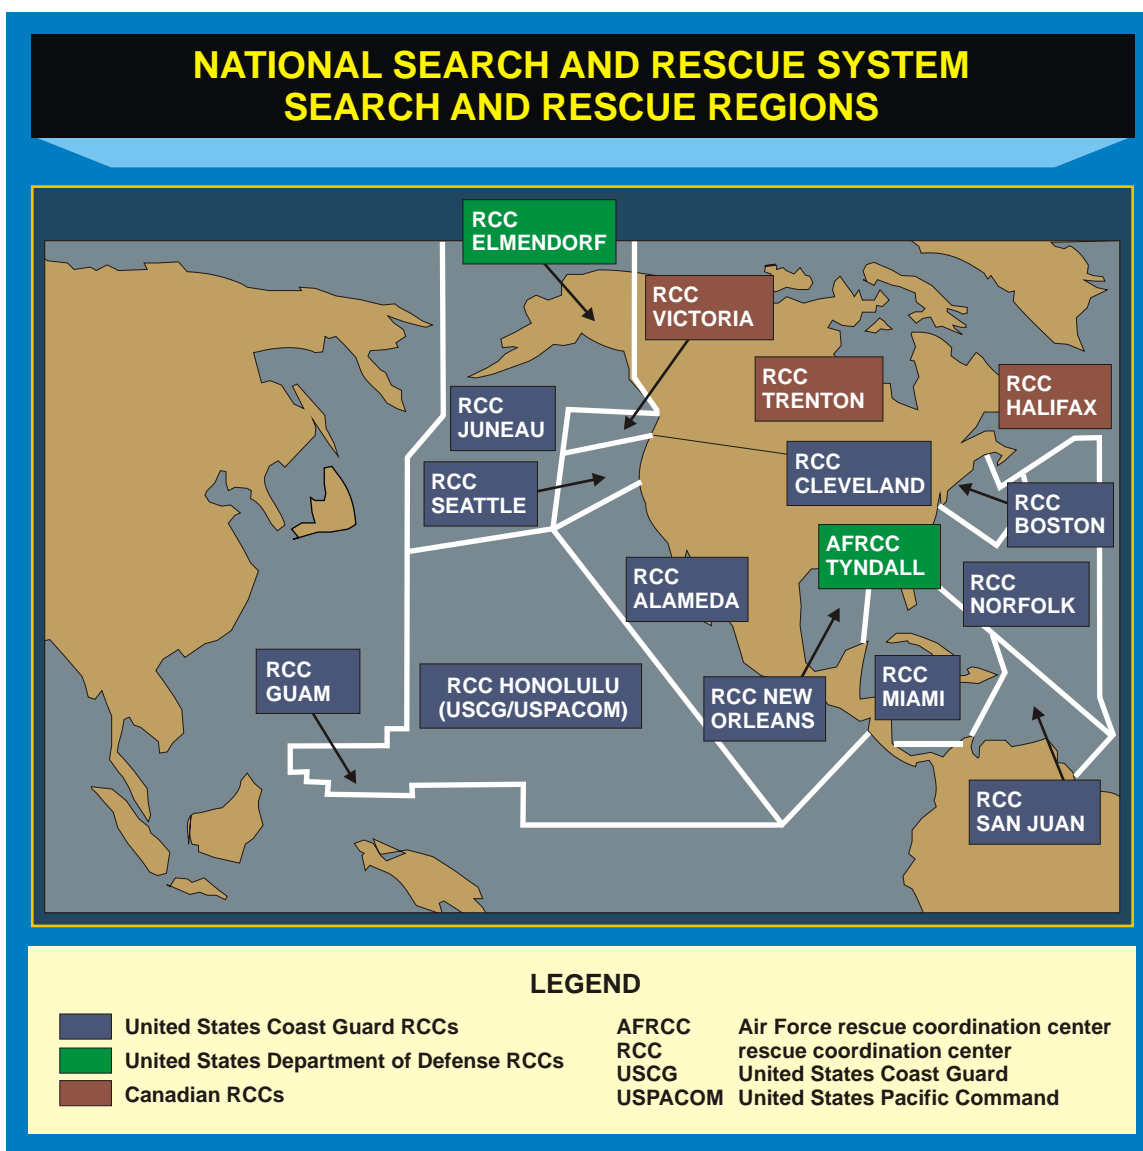 NATIONAL SEARCH AND RESCUE SYSTEM
SEARCH AND RESCUE REGIONS
RCC
ELMENDORF
RCC
VICTORIA
RCC
TRENTON
RCC
HALIFAX
RCC
JUNEAU
RCC
SEATTLE
RCC
CLEVELAND
RCC
BOSTON
AFRCC
TYNDALL
RCC
ALAMEDA
RCC
NORFOLK
RCC
GUAM
RCC HONOLULU
(USCG/USPACOM)
RCC NEW
ORLEANS
RCC
MIAMI
RCC
SAN JUAN
LEGEND
United States Coast Guard RCCs
United States Department of Defense RCCs
Canadian RCCs
AFRCC Air Force rescue coordination center
RCC rescue coordination center
USCG United States Coast Guard
USPACOM United States Pacific Command